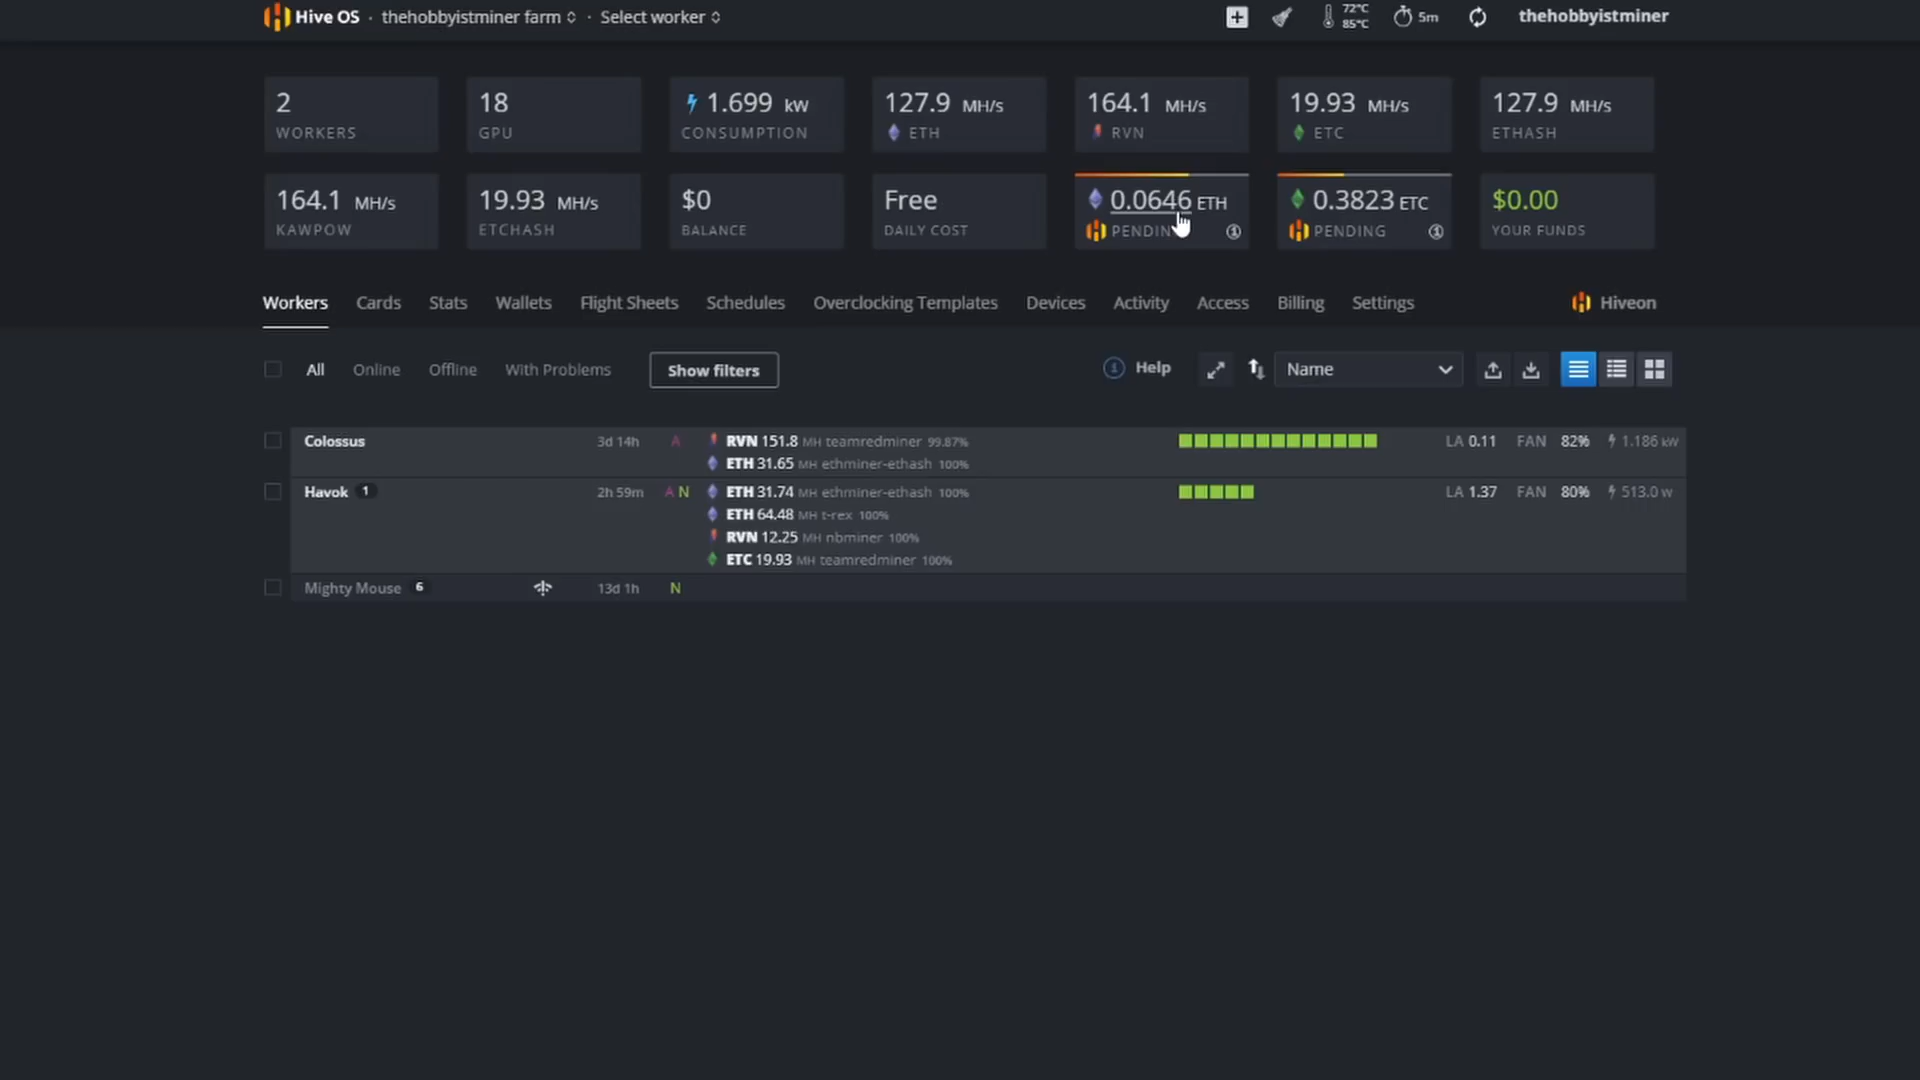 Hive OS · thehobbyistminer farm · Select worker 72°C 85°C 5m thehobbyistminer
2 WORKERS
18 GPU
1.699 kW CONSUMPTION
127.9 MH/s ETH
164.1 MH/s RVN
19.93 MH/s ETC
127.9 MH/s ETHASH
164.1 MH/s KAWPOW
19.93 MH/s ETCHASH
$0 BALANCE
Free DAILY COST
0.0646 ETH PENDIN
0.3823 ETC PENDING
$0.00 YOUR FUNDS
Workers Cards Stats Wallets Flight Sheets Schedules Overclocking Templates Devices Activity Access Billing Settings Hiveon
All Online Offline With Problems Show filters Help Name
Colossus 3d 14h A RVN 151.8 MH teamredminer 99.87% LA 0.11 FAN 82% 1.186 kW
ETH 31.65 MH ethminer-ethash 100%
Havok 1 2h 59m A N ETH 31.74 MH ethminer-ethash 100% LA 1.37 FAN 80% 513.0 W
ETH 64.48 MH t-rex 100%
RVN 12.25 MH nbminer 100%
ETC 19.93 MH teamredminer 100%
Mighty Mouse 6 13d 1h N